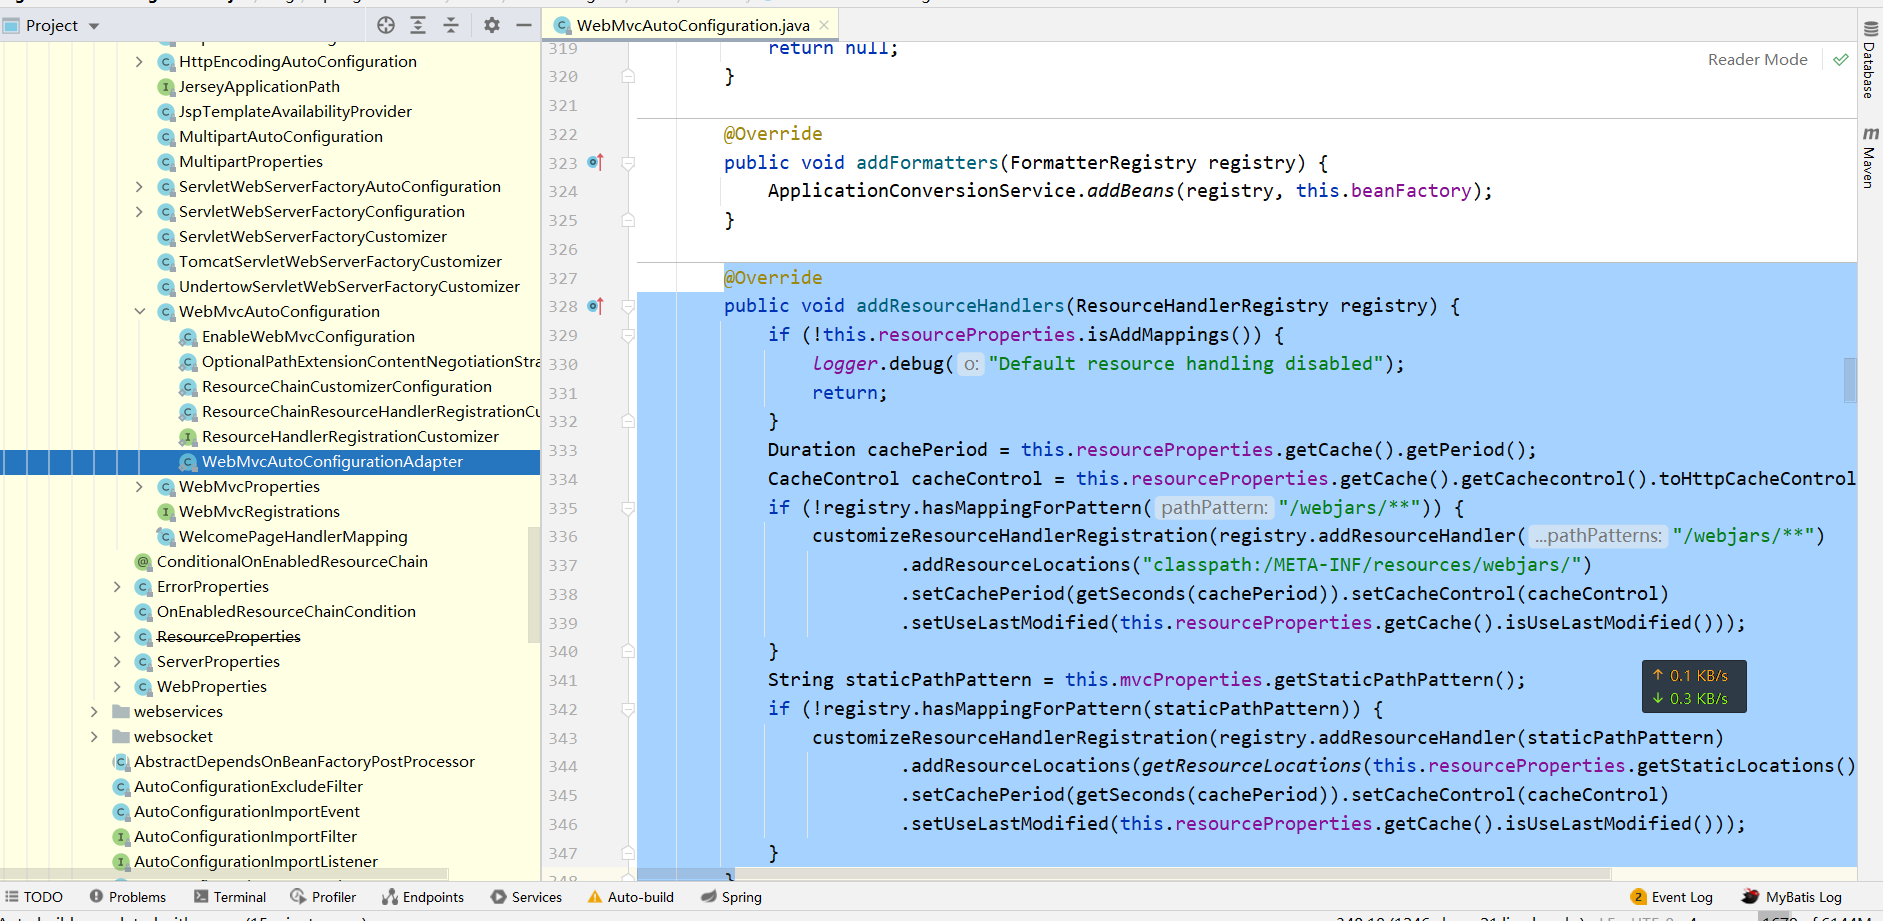 Project
WebMvcAutoConfiguration.java
HttpEncodingAutoConfiguration
JerseyApplicationPath
JspTemplateAvailabilityProvider
MultipartAutoConfiguration
MultipartProperties
ServletWebServerFactoryAutoConfiguration
ServletWebServerFactoryConfiguration
ServletWebServerFactoryCustomizer
TomcatServletWebServerFactoryCustomizer
UndertowServletWebServerFactoryCustomizer
WebMvcAutoConfiguration
EnableWebMvcConfiguration
OptionalPathExtensionContentNegotiationStra
ResourceChainCustomizerConfiguration
ResourceChainResourceHandlerRegistrationCu
ResourceHandlerRegistrationCustomizer
WebMvcAutoConfigurationAdapter
WebMvcProperties
WebMvcRegistrations
WelcomePageHandlerMapping
ConditionalOnEnabledResourceChain
ErrorProperties
OnEnabledResourceChainCondition
ResourceProperties
ServerProperties
WebProperties
webservices
websocket
AbstractDependsOnBeanFactoryPostProcessor
AutoConfigurationExcludeFilter
AutoConfigurationImportEvent
AutoConfigurationImportFilter
AutoConfigurationImportListener
319 return null;
320 }
321
322 @Override
323 public void addFormatters(FormatterRegistry registry) {
324 ApplicationConversionService.addBeans(registry, this.beanFactory);
325 }
326
327 @Override
328 public void addResourceHandlers(ResourceHandlerRegistry registry) {
329 if (!this.resourceProperties.isAddMappings()) {
330 logger.debug( o: "Default resource handling disabled");
331 return;
332 }
333 Duration cachePeriod = this.resourceProperties.getCache().getPeriod();
334 CacheControl cacheControl = this.resourceProperties.getCache().getCachecontrol().toHttpCacheControl
335 if (!registry.hasMappingForPattern( pathPattern: "/webjars/**")) {
336 customizeResourceHandlerRegistration(registry.addResourceHandler( ...pathPatterns: "/webjars/**")
337 .addResourceLocations("classpath:/META-INF/resources/webjars/")
338 .setCachePeriod(getSeconds(cachePeriod)).setCacheControl(cacheControl)
339 .setUseLastModified(this.resourceProperties.getCache().isUseLastModified()));
340 }
341 String staticPathPattern = this.mvcProperties.getStaticPathPattern();
342 if (!registry.hasMappingForPattern(staticPathPattern)) {
343 customizeResourceHandlerRegistration(registry.addResourceHandler(staticPathPattern)
344 .addResourceLocations(getResourceLocations(this.resourceProperties.getStaticLocations()
345 .setCachePeriod(getSeconds(cachePeriod)).setCacheControl(cacheControl)
346 .setUseLastModified(this.resourceProperties.getCache().isUseLastModified()));
347 }
348 }
Reader Mode
↑ 0.1 KB/s
↓ 0.3 KB/s
Database
m Maven
TODO Problems Terminal Profiler Endpoints Services Auto-build Spring 2 Event Log MyBatis Log